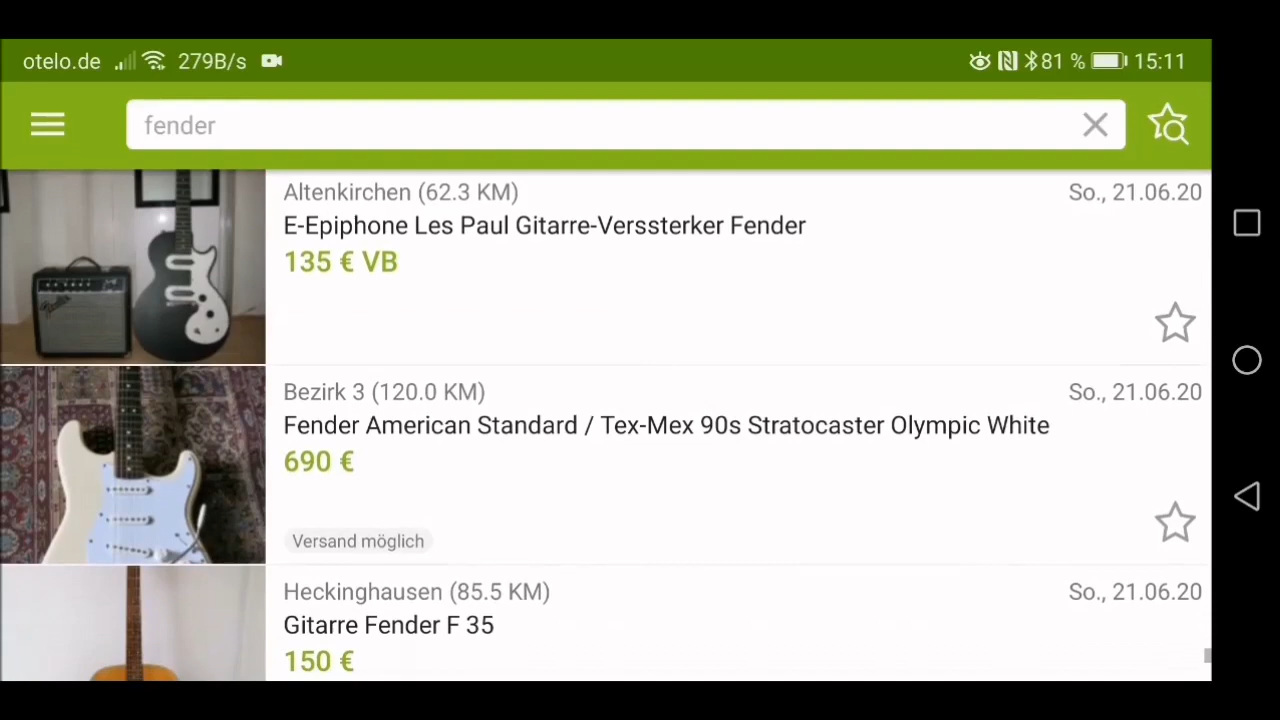 otelo.de 279B/s 81 % 15:11
fender
Altenkirchen (62.3 KM) So., 21.06.20
E-Epiphone Les Paul Gitarre-Verssterker Fender
135 € VB
Fender
Bezirk 3 (120.0 KM) So., 21.06.20
Fender American Standard / Tex-Mex 90s Stratocaster Olympic White
690 €
Versand möglich
Heckinghausen (85.5 KM) So., 21.06.20
Gitarre Fender F 35
150 €